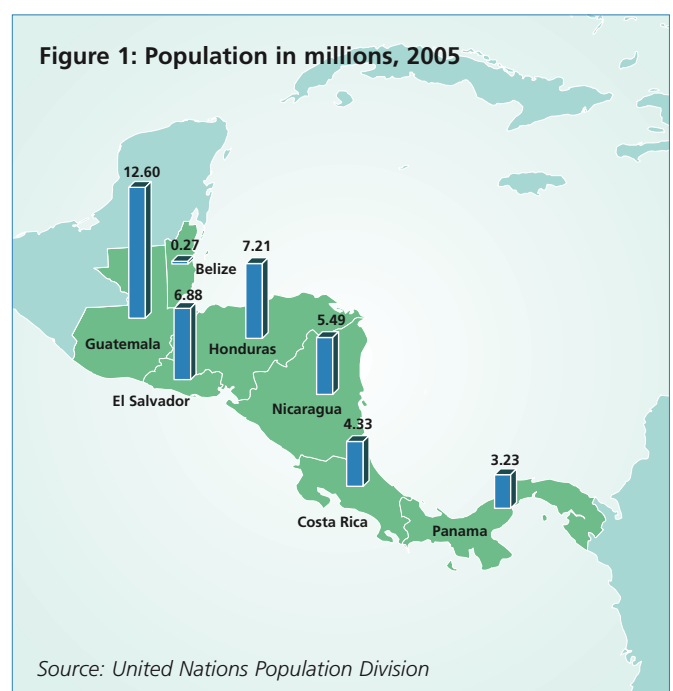 Figure 1: Population in millions, 2005
12.60
0.27
7.21
Belize
6.88
5.49
Guatemala
Honduras
El Salvador
Nicaragua
4.33
3.23
Costa Rica
Panama
Source: United Nations Population Division